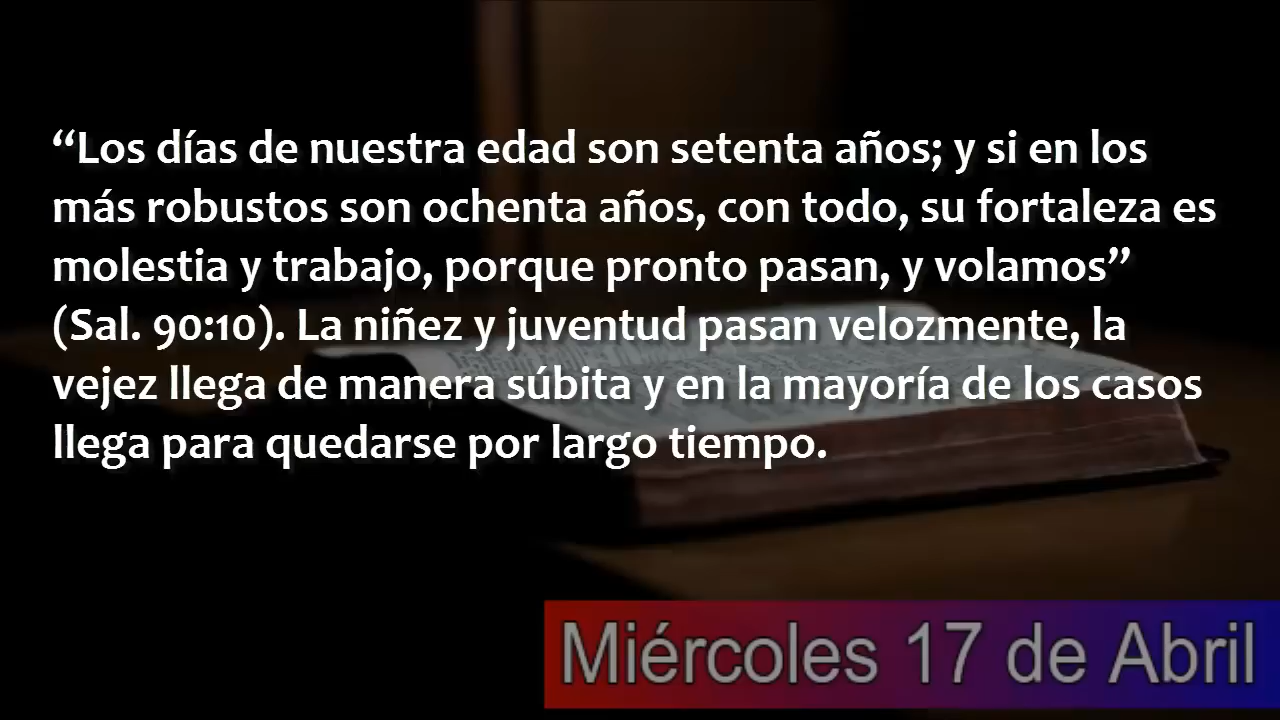 “Los días de nuestra edad son setenta años; y si en los
más robustos son ochenta años, con todo, su fortaleza es
molestia y trabajo, porque pronto pasan, y volamos”
(Sal. 90:10). La niñez y juventud pasan velozmente, la
vejez llega de manera súbita y en la mayoría de los casos
llega para quedarse por largo tiempo.
Miércoles 17 de Abril